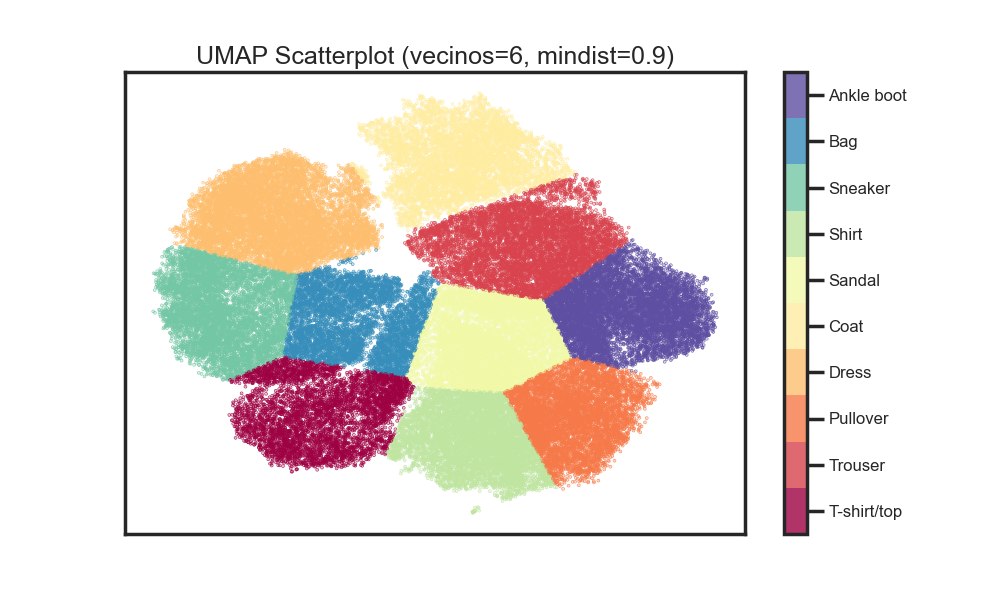 UMAP Scatterplot (vecinos=6, mindist=0.9)
Ankle boot
Bag
Sneaker
Shirt
Sandal
Coat
Dress
Pullover
Trouser
T-shirt/top